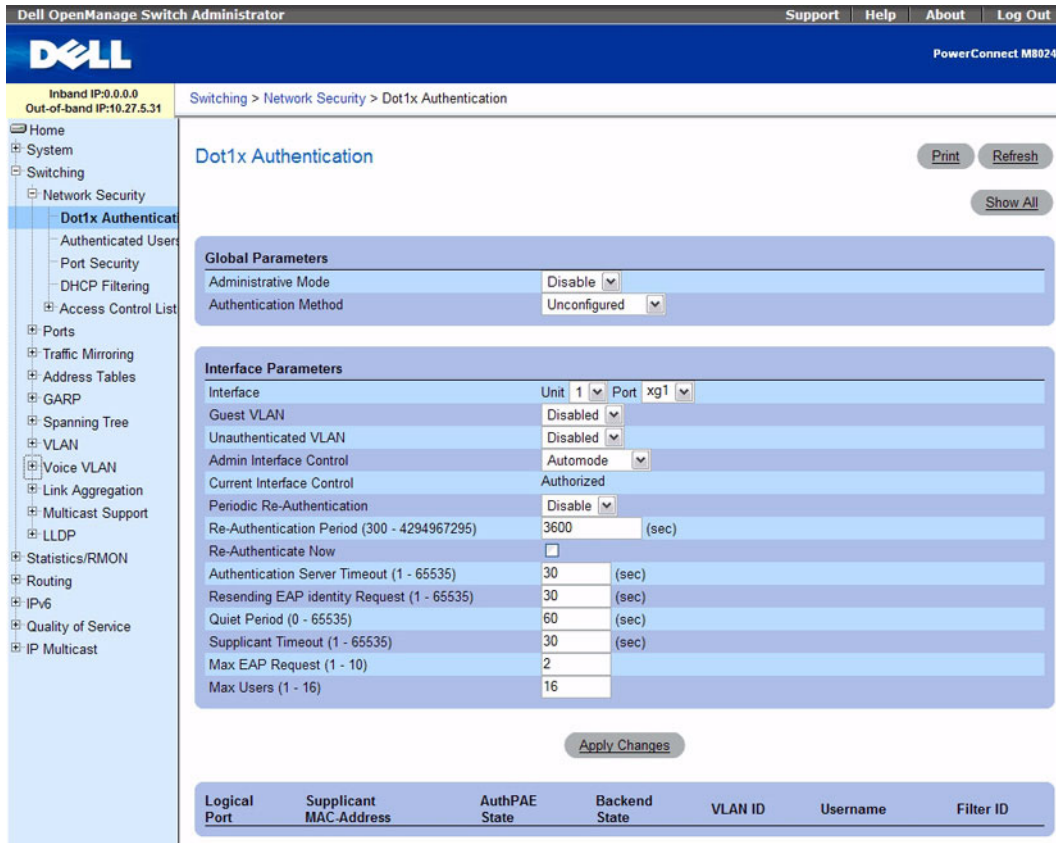 Dell OpenManage Switch Administrator
Support Help About Log Out
DELL
PowerConnect M8024
Inband IP:0.0.0.0
Out-of-band IP:10.27.5.31
Switching > Network Security > Dot1x Authentication
Home
System
Switching
Network Security
Dot1x Authenticati
Authenticated Users
Port Security
DHCP Filtering
Access Control List
Ports
Traffic Mirroring
Address Tables
GARP
Spanning Tree
VLAN
Voice VLAN
Link Aggregation
Multicast Support
LLDP
Statistics/RMON
Routing
IPv6
Quality of Service
IP Multicast
Dot1x Authentication
Print Refresh
Show All
Global Parameters
Administrative Mode Disable
Authentication Method Unconfigured
Interface Parameters
Interface Unit 1 Port xg1
Guest VLAN Disabled
Unauthenticated VLAN Disabled
Admin Interface Control Automode
Current Interface Control Authorized
Periodic Re-Authentication Disable
Re-Authentication Period (300 - 4294967295) 3600 (sec)
Re-Authenticate Now
Authentication Server Timeout (1 - 65535) 30 (sec)
Resending EAP identity Request (1 - 65535) 30 (sec)
Quiet Period (0 - 65535) 60 (sec)
Supplicant Timeout (1 - 65535) 30 (sec)
Max EAP Request (1 - 10) 2
Max Users (1 - 16) 16
Apply Changes
Logical Port Supplicant MAC-Address AuthPAE State Backend State VLAN ID Username Filter ID